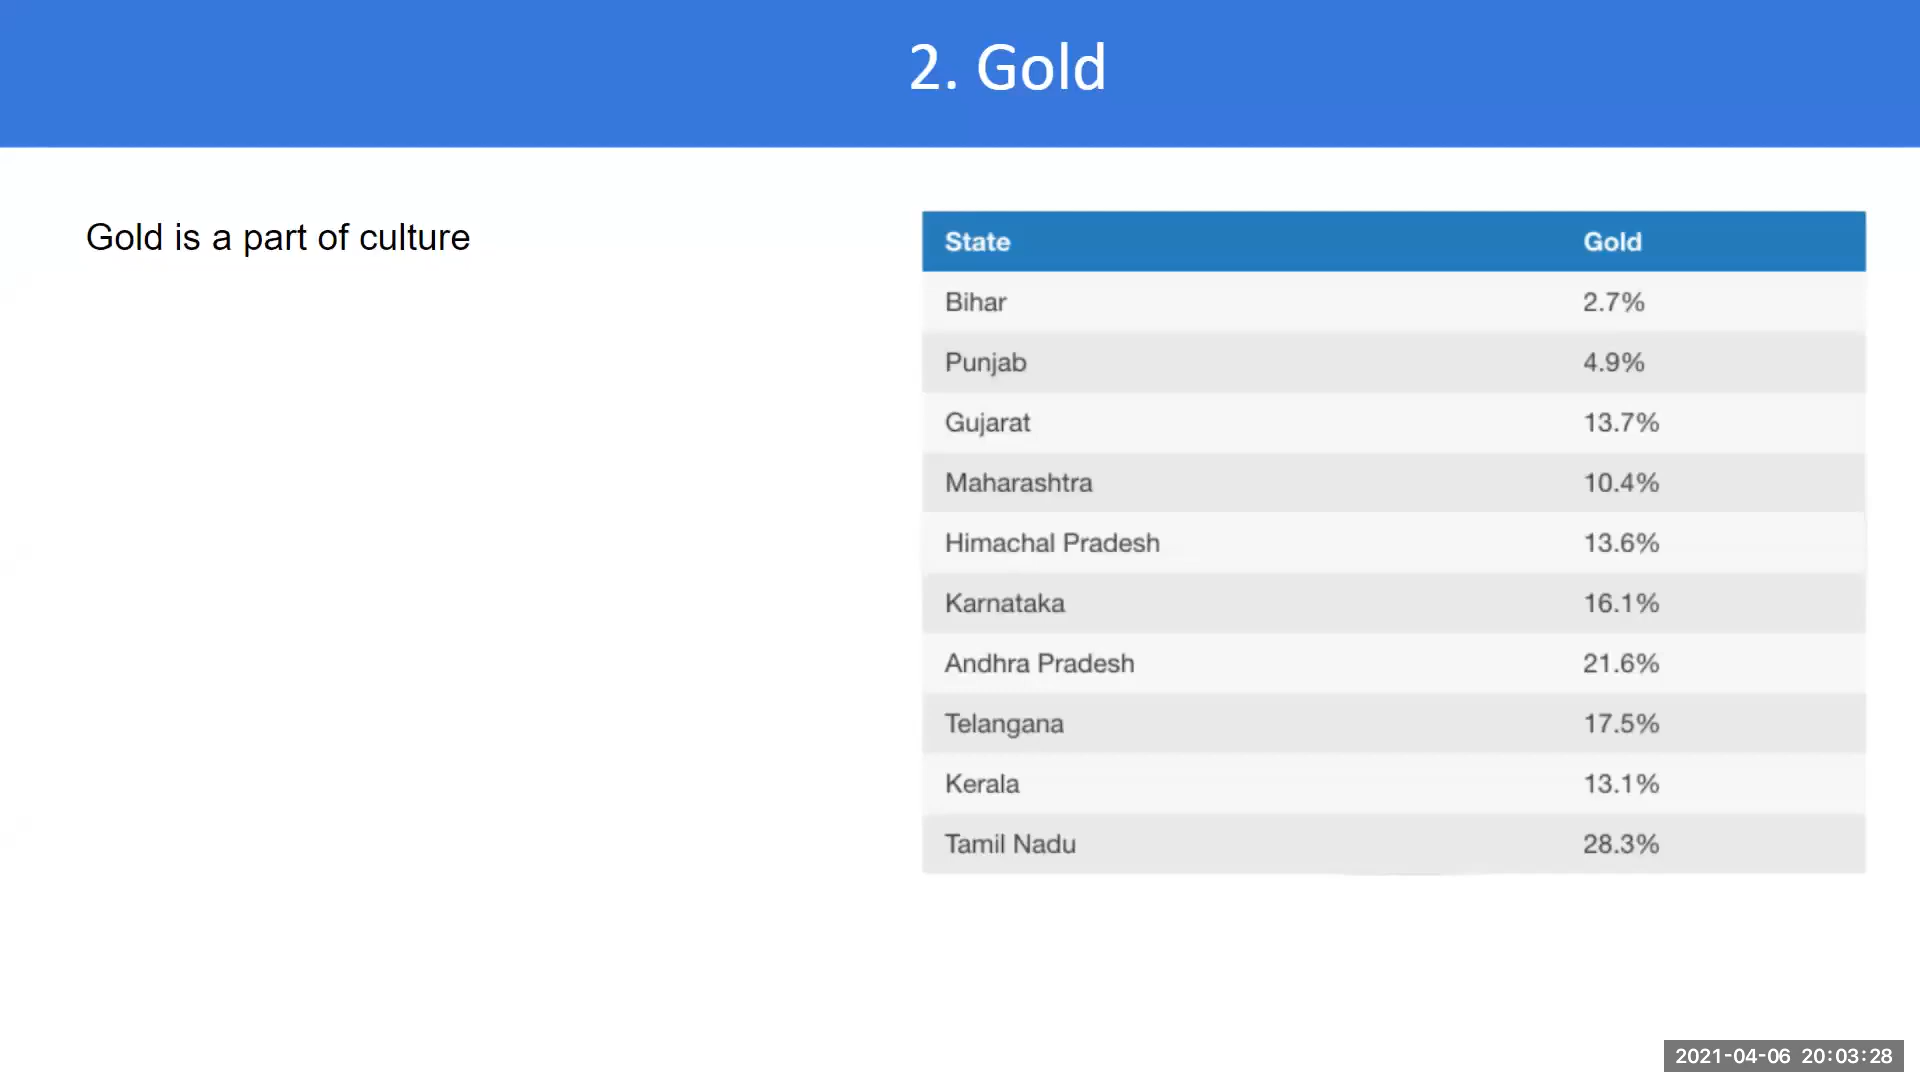 2. Gold
Gold is a part of culture
State Gold
Bihar 2.7%
Punjab 4.9%
Gujarat 13.7%
Maharashtra 10.4%
Himachal Pradesh 13.6%
Karnataka 16.1%
Andhra Pradesh 21.6%
Telangana 17.5%
Kerala 13.1%
Tamil Nadu 28.3%
2021-04-06 20:03:28